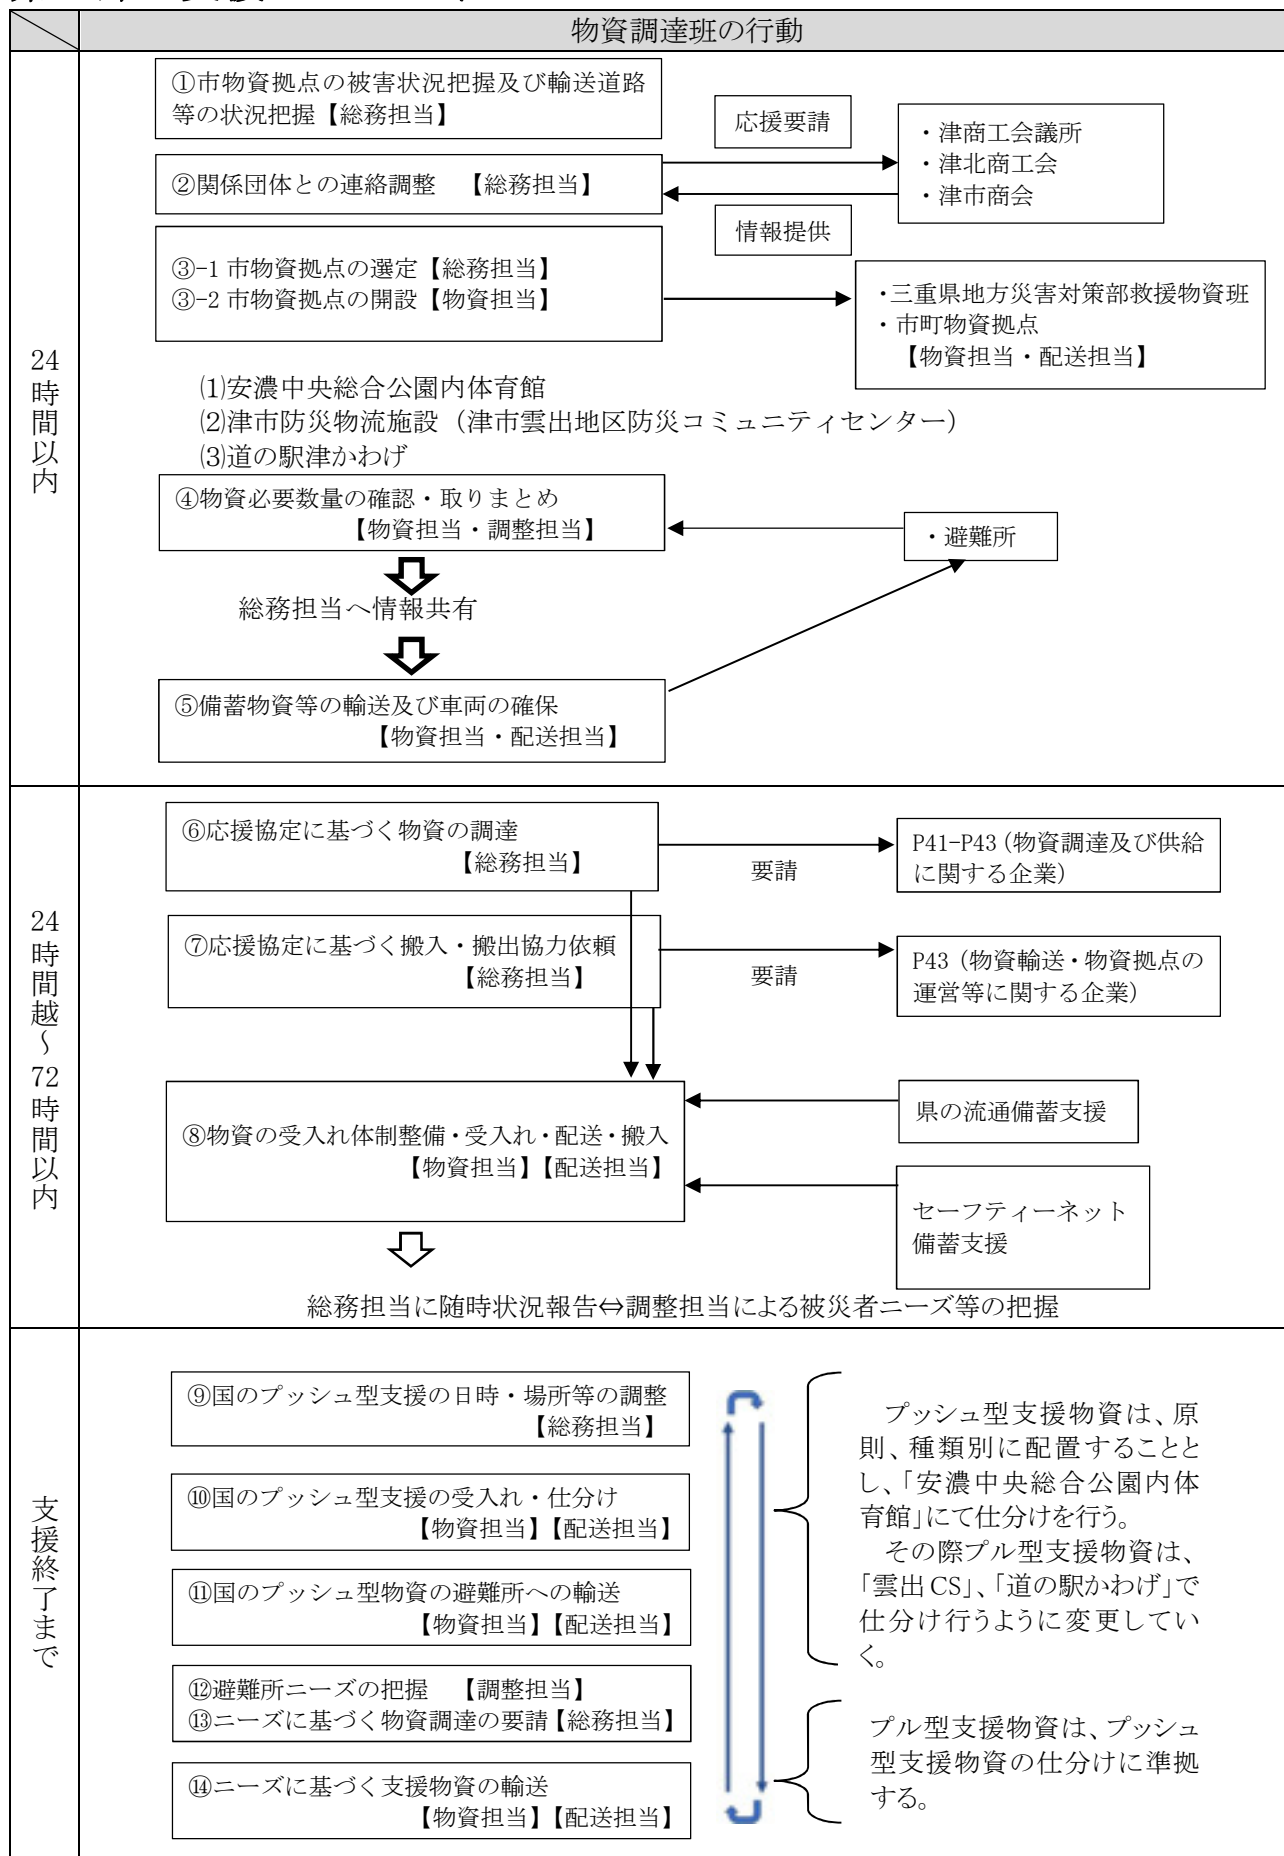 物資調達班の行動
24時間以内
①市物資拠点の被害状況把握及び輸送道路
等の状況把握【総務担当】
応援要請
・津商工会議所
・津北商工会
・津市商会
②関係団体との連絡調整　【総務担当】
情報提供
③-1 市物資拠点の選定【総務担当】
③-2 市物資拠点の開設【物資担当】
・三重県地方災害対策部救援物資班
・市町物資拠点
【物資担当・配送担当】
⑴安濃中央総合公園内体育館
⑵津市防災物流施設（津市雲出地区防災コミュニティセンター）
⑶道の駅津かわげ
④物資必要数量の確認・取りまとめ
【物資担当・調整担当】
・避難所
総務担当へ情報共有
⑤備蓄物資等の輸送及び車両の確保
【物資担当・配送担当】
24時間越～72時間以内
⑥応援協定に基づく物資の調達
【総務担当】
要請
P41-P43（物資調達及び供給
に関する企業）
⑦応援協定に基づく搬入・搬出協力依頼
【総務担当】
要請
P43（物資輸送・物資拠点の
運営等に関する企業）
⑧物資の受入れ体制整備・受入れ・配送・搬入
【物資担当】【配送担当】
県の流通備蓄支援
セーフティーネット
備蓄支援
総務担当に随時状況報告⇔調整担当による被災者ニーズ等の把握
支援終了まで
⑨国のプッシュ型支援の日時・場所等の調整
【総務担当】
⑩国のプッシュ型支援の受入れ・仕分け
【物資担当】【配送担当】
⑪国のプッシュ型物資の避難所への輸送
【物資担当】【配送担当】
⑫避難所ニーズの把握　【調整担当】
⑬ニーズに基づく物資調達の要請【総務担当】
⑭ニーズに基づく支援物資の輸送
【物資担当】【配送担当】
プッシュ型支援物資は、原
則、種類別に配置することと
し、「安濃中央総合公園内体
育館」にて仕分けを行う。
その際プル型支援物資は、
「雲出CS」、「道の駅かわげ」で
仕分け行うように変更してい
く。
プル型支援物資は、プッシュ
型支援物資の仕分けに準拠
する。